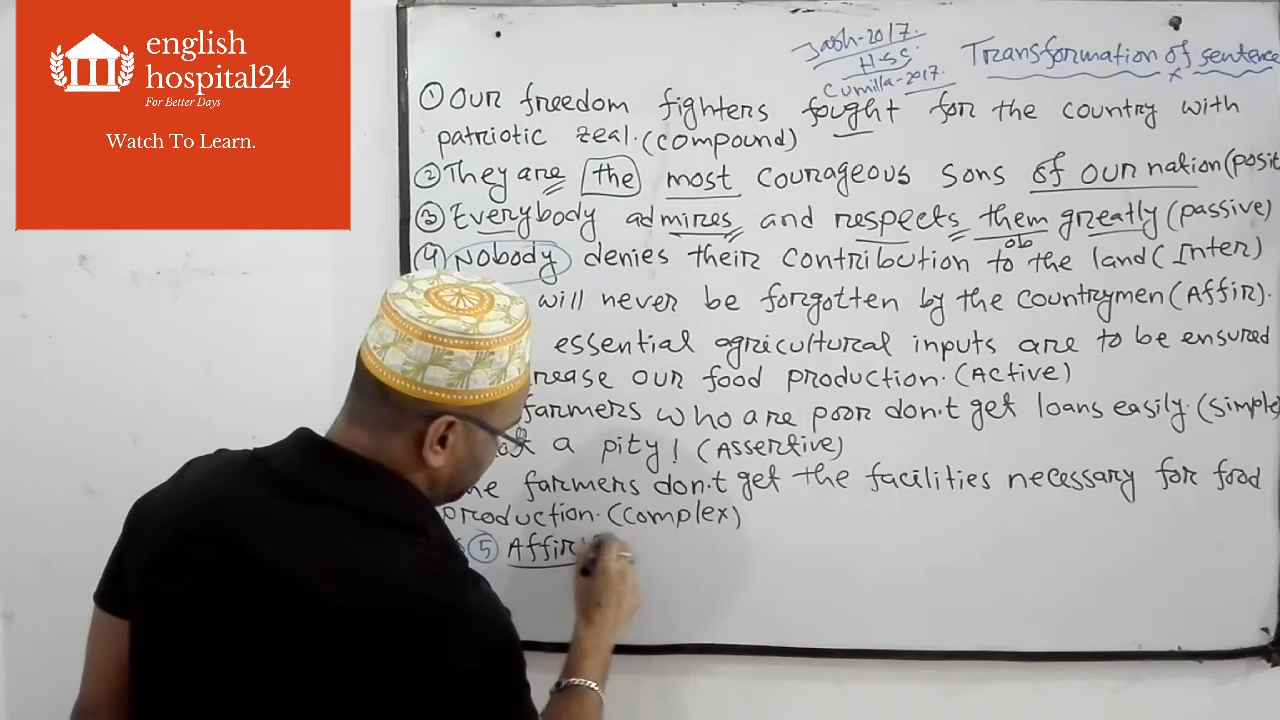 english
hospital24
For Better Days
Watch To Learn.
Jash-2017.
H.S.S.
Cumilla-2017.
Transformation of sentence
① Our freedom fighters fought for the country with
patriotic zeal. (compound)
② They are the most courageous sons of our nation (posit
③ Everybody admires and respects them greatly (passive)
ob
④ Nobody denies their contribution to the land (Inter)
will never be forgotten by the countrymen (Affir).
essential agricultural inputs are to be ensured
rease our food production. (Active)
farmers who are poor don't get loans easily. (Simple
a pity! (Assertive)
farmers don't get the facilities necessary for food
production. (Complex)
⑤ Affir